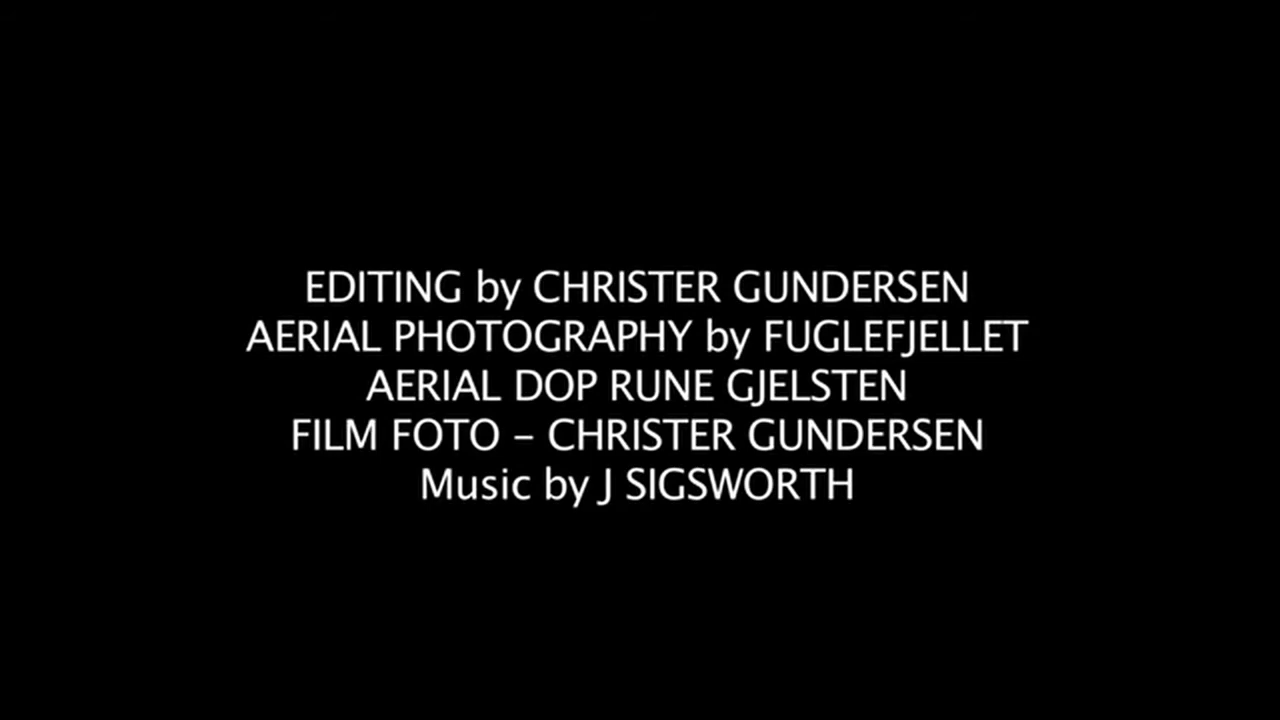 EDITING by CHRISTER GUNDERSEN
AERIAL PHOTOGRAPHY by FUGLEFJELLET
AERIAL DOP RUNE GJELSTEN
FILM FOTO – CHRISTER GUNDERSEN
Music by J SIGSWORTH